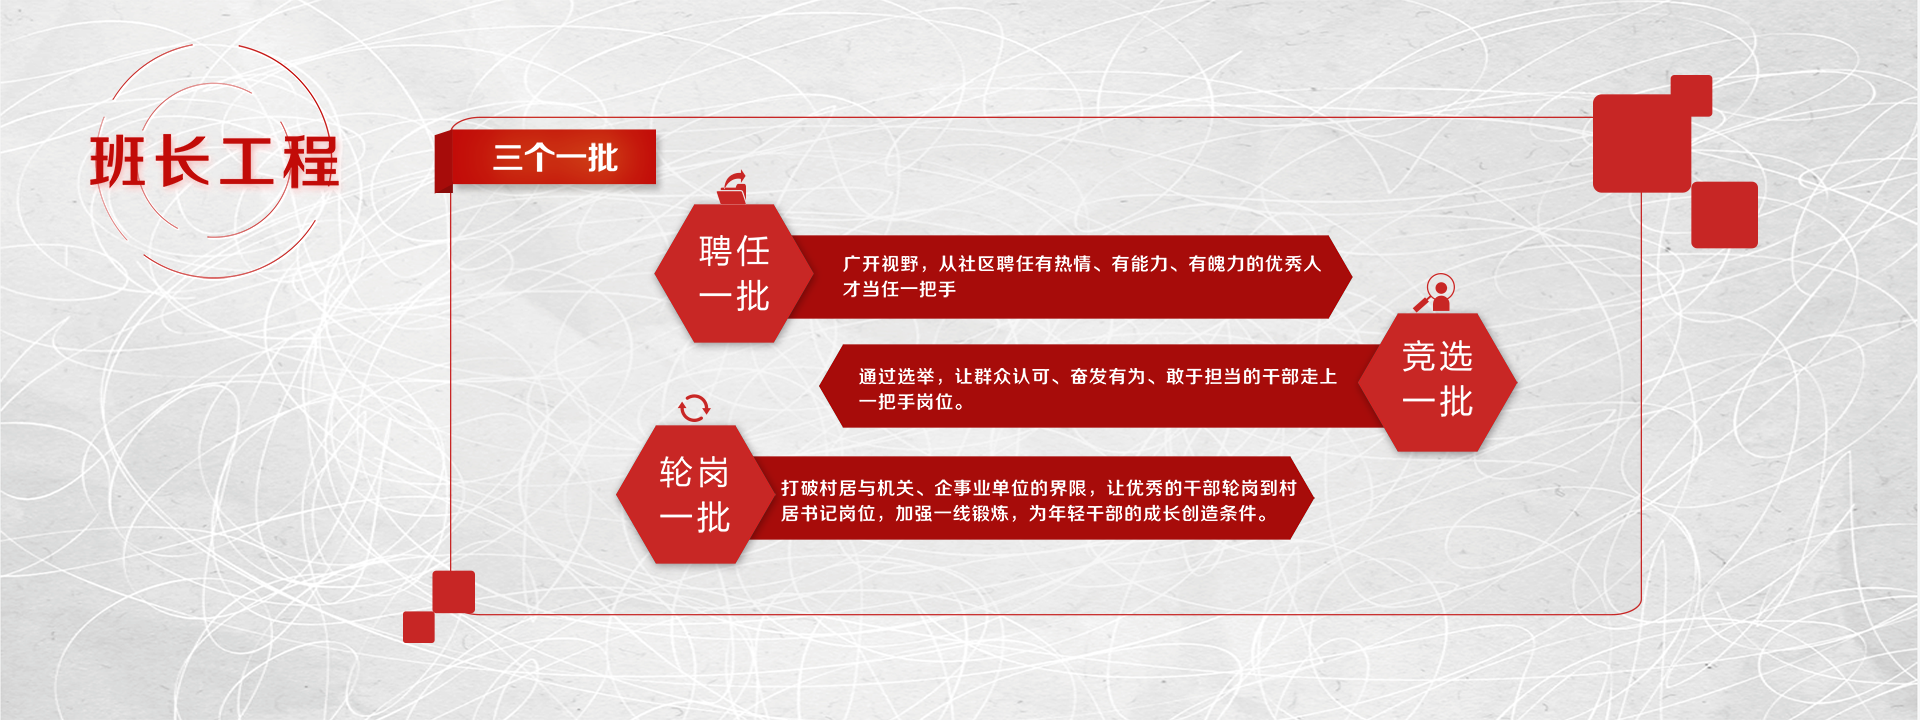 班长工程
三个一批
聘任
一批
广开视野，从社区聘任有热情、有能力、有魄力的优秀人
才当任一把手
通过选举，让群众认可、奋发有为、敢于担当的干部走上
一把手岗位。
竞选
一批
轮岗
一批
打破村居与机关、企事业单位的界限，让优秀的干部轮岗到村
居书记岗位，加强一线锻炼，为年轻干部的成长创造条件。